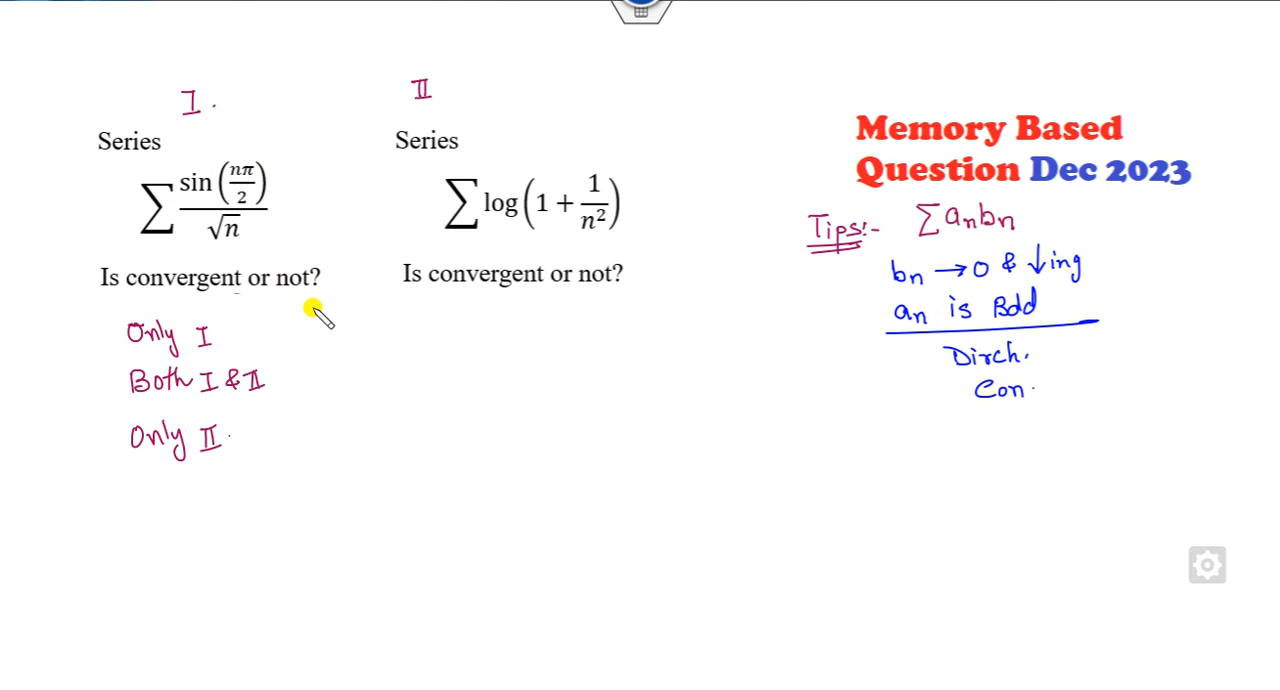 I.
Series
∑ sin(nπ/2)/√n
Is convergent or not?
Only I
Both I & II
Only II.
II
Series
∑ log(1 + 1/n²)
Is convergent or not?
Memory Based
Question Dec 2023
Tips:- ∑ anbn
bn → 0 & ↓ing
an is Bdd
Dirch.
Con.